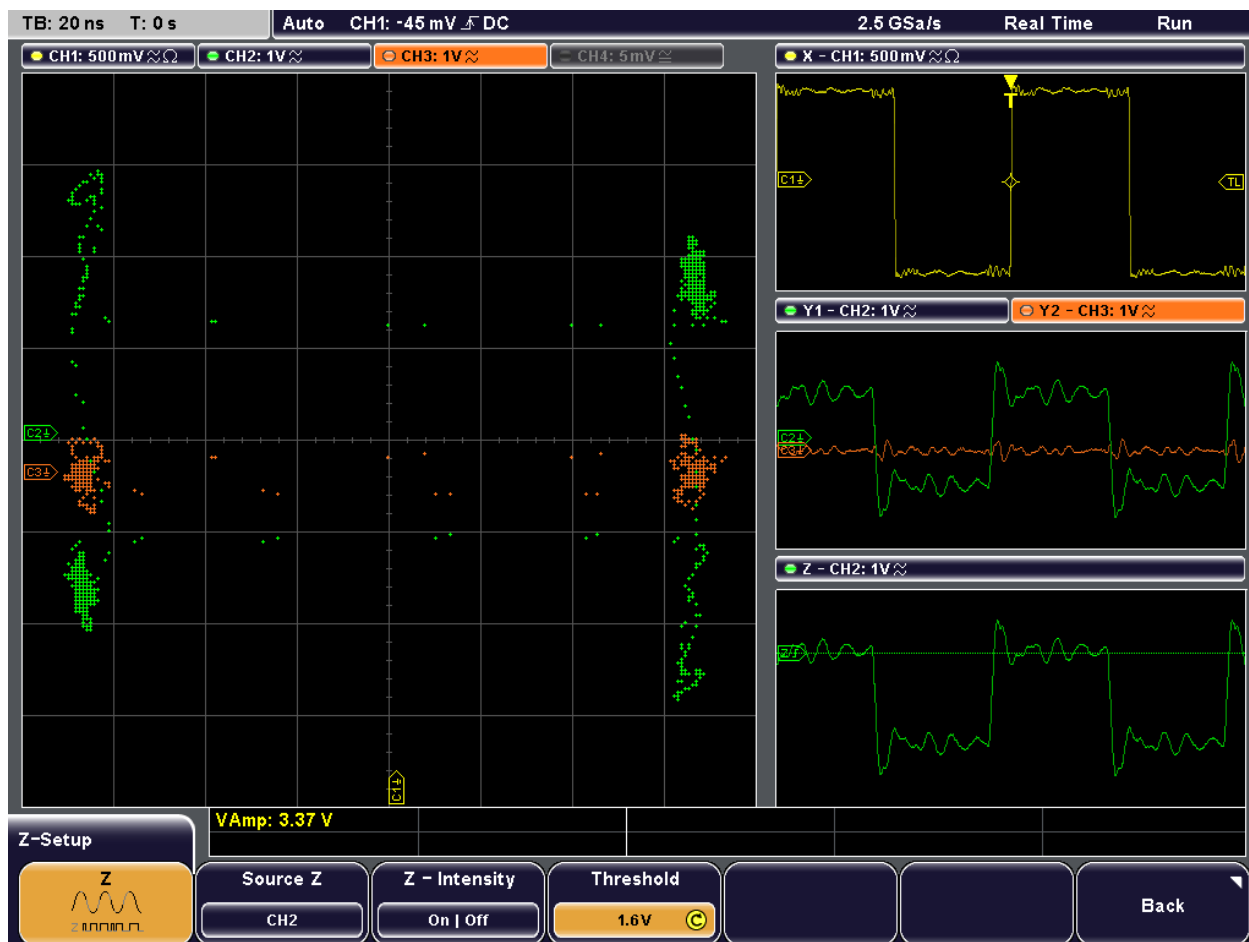 TB: 20 ns T: 0 s Auto CH1: -45 mV DC 2.5 GSa/s Real Time Run
CH1: 500mV≂Ω CH2: 1V≂ CH3: 1V≂ CH4: 5mV≅ X - CH1: 500mV≂Ω
T
C1
TL
Y1 - CH2: 1V≂ Y2 - CH3: 1V≂
C2
C3
C2
C3
Z - CH2: 1V≂
Z/
C1
VAmp: 3.37 V
Z-Setup
Z Source Z Z - Intensity Threshold
Z CH2 On | Off 1.6V C Back